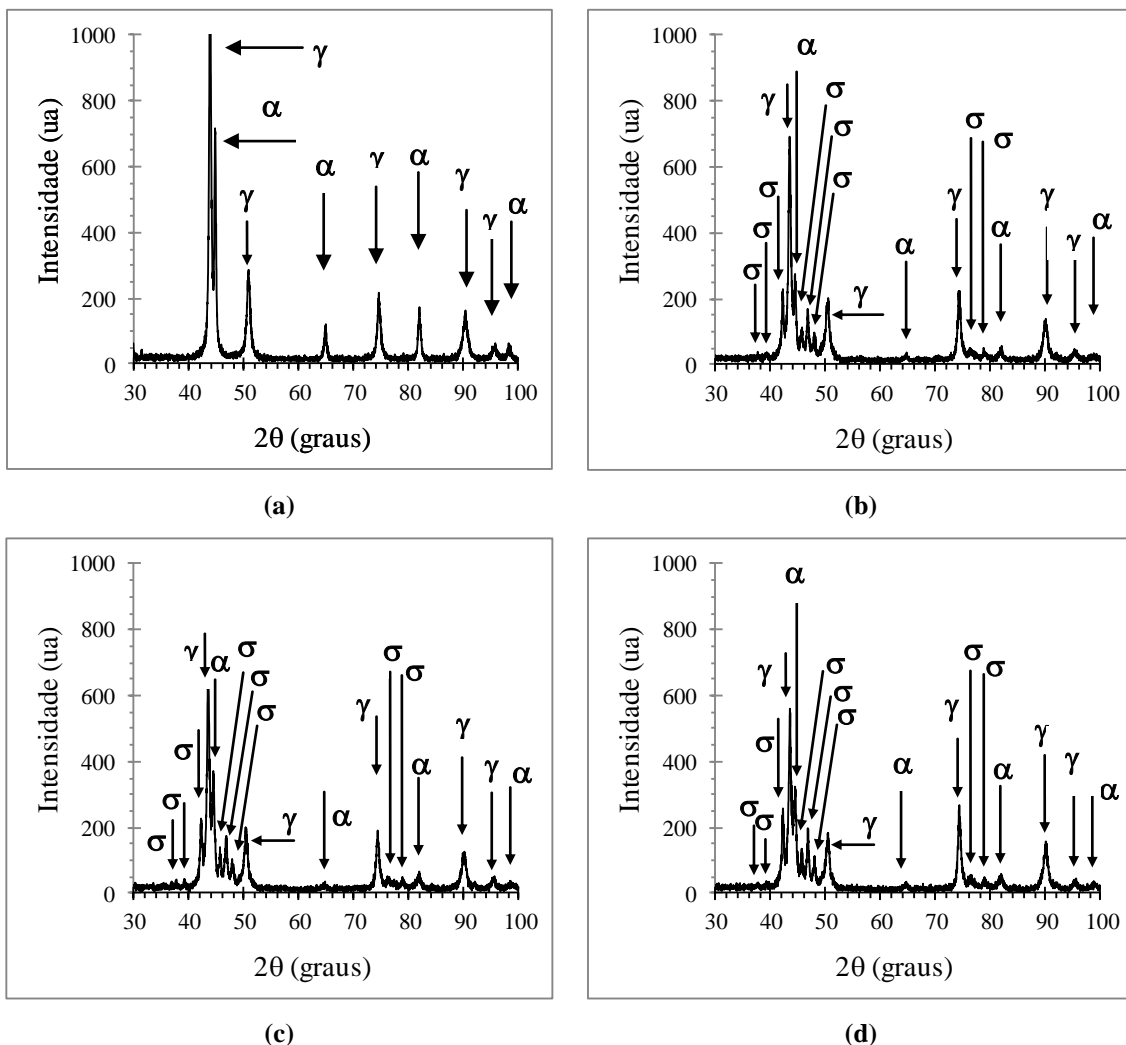 1000
800
600
400
200
0
Intensidade (ua)
γ
α
γ
α
γ
α
γ
γ
α
30 40 50 60 70 80 90 100
2θ (graus)
(a)
1000
800
600
400
200
0
Intensidade (ua)
σ
σ
σ
γ
α
σ
σ
σ
γ
α
γ
σ
σ
α
γ
γ
α
30 40 50 60 70 80 90 100
2θ (graus)
(b)
1000
800
600
400
200
0
Intensidade (ua)
σ
σ
σ
γ
α
σ
σ
σ
γ
α
γ
σ
σ
α
γ
γ
α
30 40 50 60 70 80 90 100
2θ (graus)
(c)
1000
800
600
400
200
0
Intensidade (ua)
σ
σ
σ
γ
α
σ
σ
σ
γ
α
γ
σ
σ
α
γ
γ
α
30 40 50 60 70 80 90 100
2θ (graus)
(d)